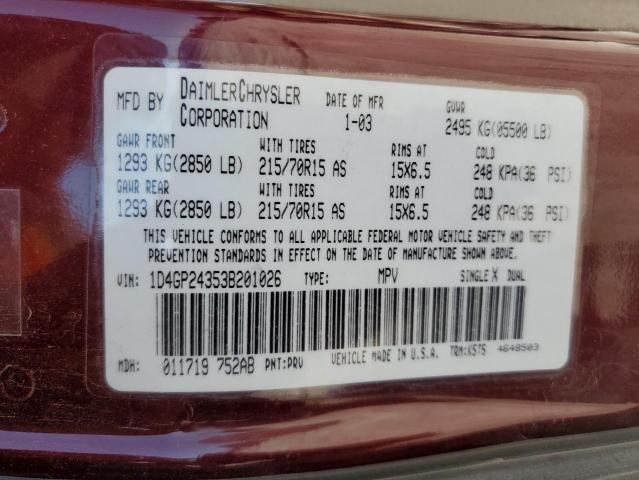 MFD BY DAIMLERCHRYSLER CORPORATION DATE OF MFR 1-03 GVWR 2495 KG(05500 LB)
GAWR FRONT WITH TIRES RIMS AT COLD
1293 KG(2850 LB) 215/70R15 AS 15X6.5 248 KPA(36 PSI)
GAWR REAR WITH TIRES RIMS AT COLD
1293 KG(2850 LB) 215/70R15 AS 15X6.5 248 KPA(36 PSI)
THIS VEHICLE CONFORMS TO ALL APPLICABLE FEDERAL MOTOR VEHICLE SAFETY AND THEFT
PREVENTION STANDARDS IN EFFECT ON THE DATE OF MANUFACTURE SHOWN ABOVE.
VIN: 1D4GP24353B201026 TYPE: MPV SINGLE X DUAL
MDH: 011719 752AB PNT:PRV VEHICLE MADE IN U.S.A. TRM:K5T5 4648503